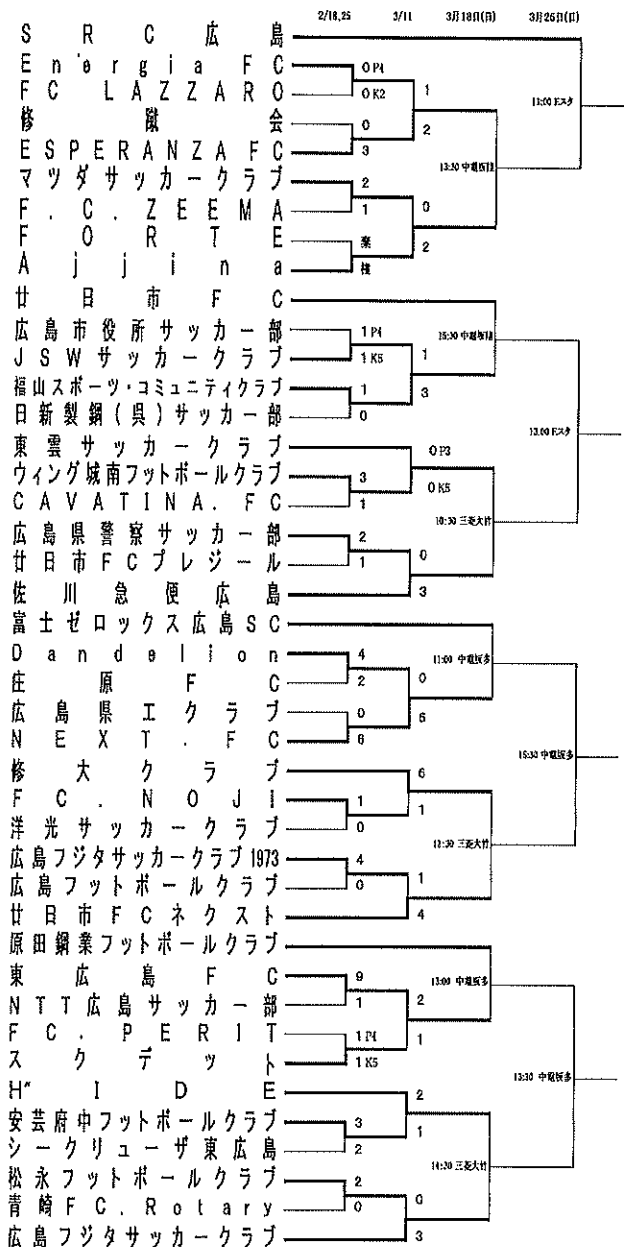 2/18,25 3/11 3月18日(日) 3月25日(日)
SRC広島
Energia FC 0 P4
FC LAZZARO 0 K2
1
修蹴会 0
2
ESPERANZA FC 3
マツダサッカークラブ 2
F.C.ZEEMA 1
0
FORTE 棄
2
Ajjina 権
廿日市FC
広島市役所サッカー部 1 P4
JSWサッカークラブ 1 K5
1
福山スポーツ・コミュニティクラブ 1
3
日新製鋼(呉)サッカー部 0
13:00 Eスタ
東雲サッカークラブ 0 P3
ウィング城南フットボールクラブ 3
0 K5
CAVATINA.FC 1
10:30 三菱大竹
広島県警察サッカー部 2
0
廿日市FCプレジール 1
佐川急便広島 3
富士ゼロックス広島SC
11:00 中電坂多
Dandelion 4
0
庄原FC 2
6
広島県工クラブ 0
NEXT.FC 6
15:30 中電坂多
修大クラブ 6
FC.NOJI 1
1
洋光サッカークラブ 0
12:30 三菱大竹
広島フジタサッカークラブ1973 4
1
広島フットボールクラブ 0
廿日市FCネクスト 4
原田鋼業フットボールクラブ
13:00 中電坂多
東広島FC 9
2
NTT広島サッカー部 1
1
FC.PERIT 1 P4
スクデット 1 K5
13:30 中電坂多
H"IDE 2
安芸府中フットボールクラブ 3
1
シークリューザ東広島 2
14:30 三菱大竹
松永フットボールクラブ 2
0
青崎FC.Rotary 0
広島フジタサッカークラブ 3